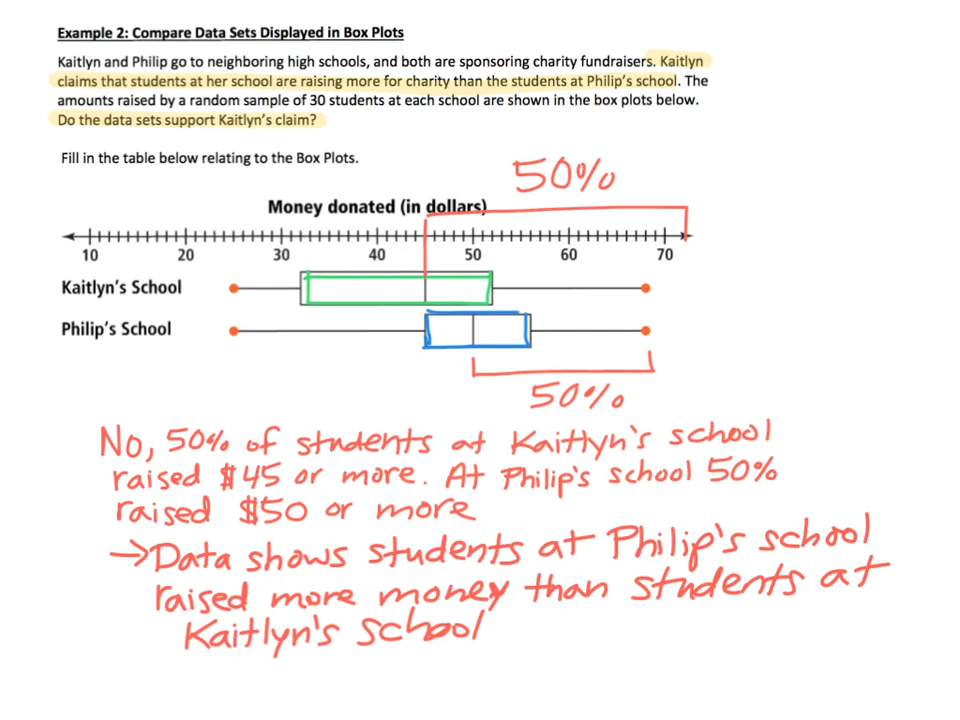 Example 2: Compare Data Sets Displayed in Box Plots
Kaitlyn and Philip go to neighboring high schools, and both are sponsoring charity fundraisers. Kaitlyn
claims that students at her school are raising more for charity than the students at Philip's school. The
amounts raised by a random sample of 30 students at each school are shown in the box plots below.
Do the data sets support Kaitlyn's claim?
Fill in the table below relating to the Box Plots.
50%
Money donated (in dollars)
10 20 30 40 50 60 70
Kaitlyn's School
Philip's School
50%
No, 50% of students at Kaitlyn's school
raised $45 or more. At Philip's school 50%
raised $50 or more
→Data shows students at Philip's school
raised more money than students at
Kaitlyn's school